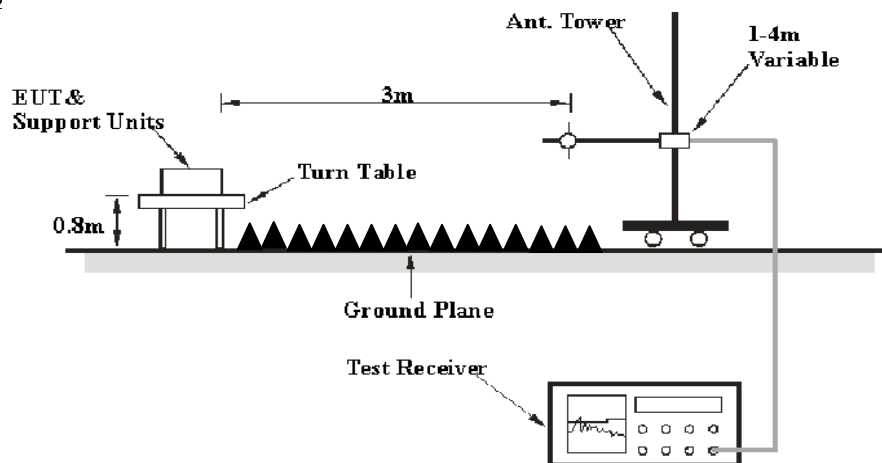 Ant. Tower
1-4m
Variable
EUT &
Support Units
3m
Turn Table
0.8m
Ground Plane
Test Receiver